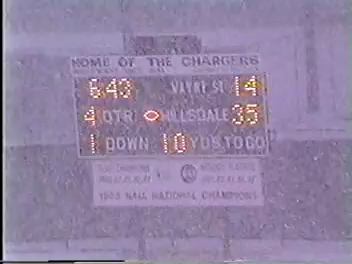 HOME OF THE CHARGERS
6:43 WAYNE ST. 14
4 QTR HILLSDALE 35
1 DOWN 10 YDS TO GO
NAIA NATIONAL CHAMPIONS